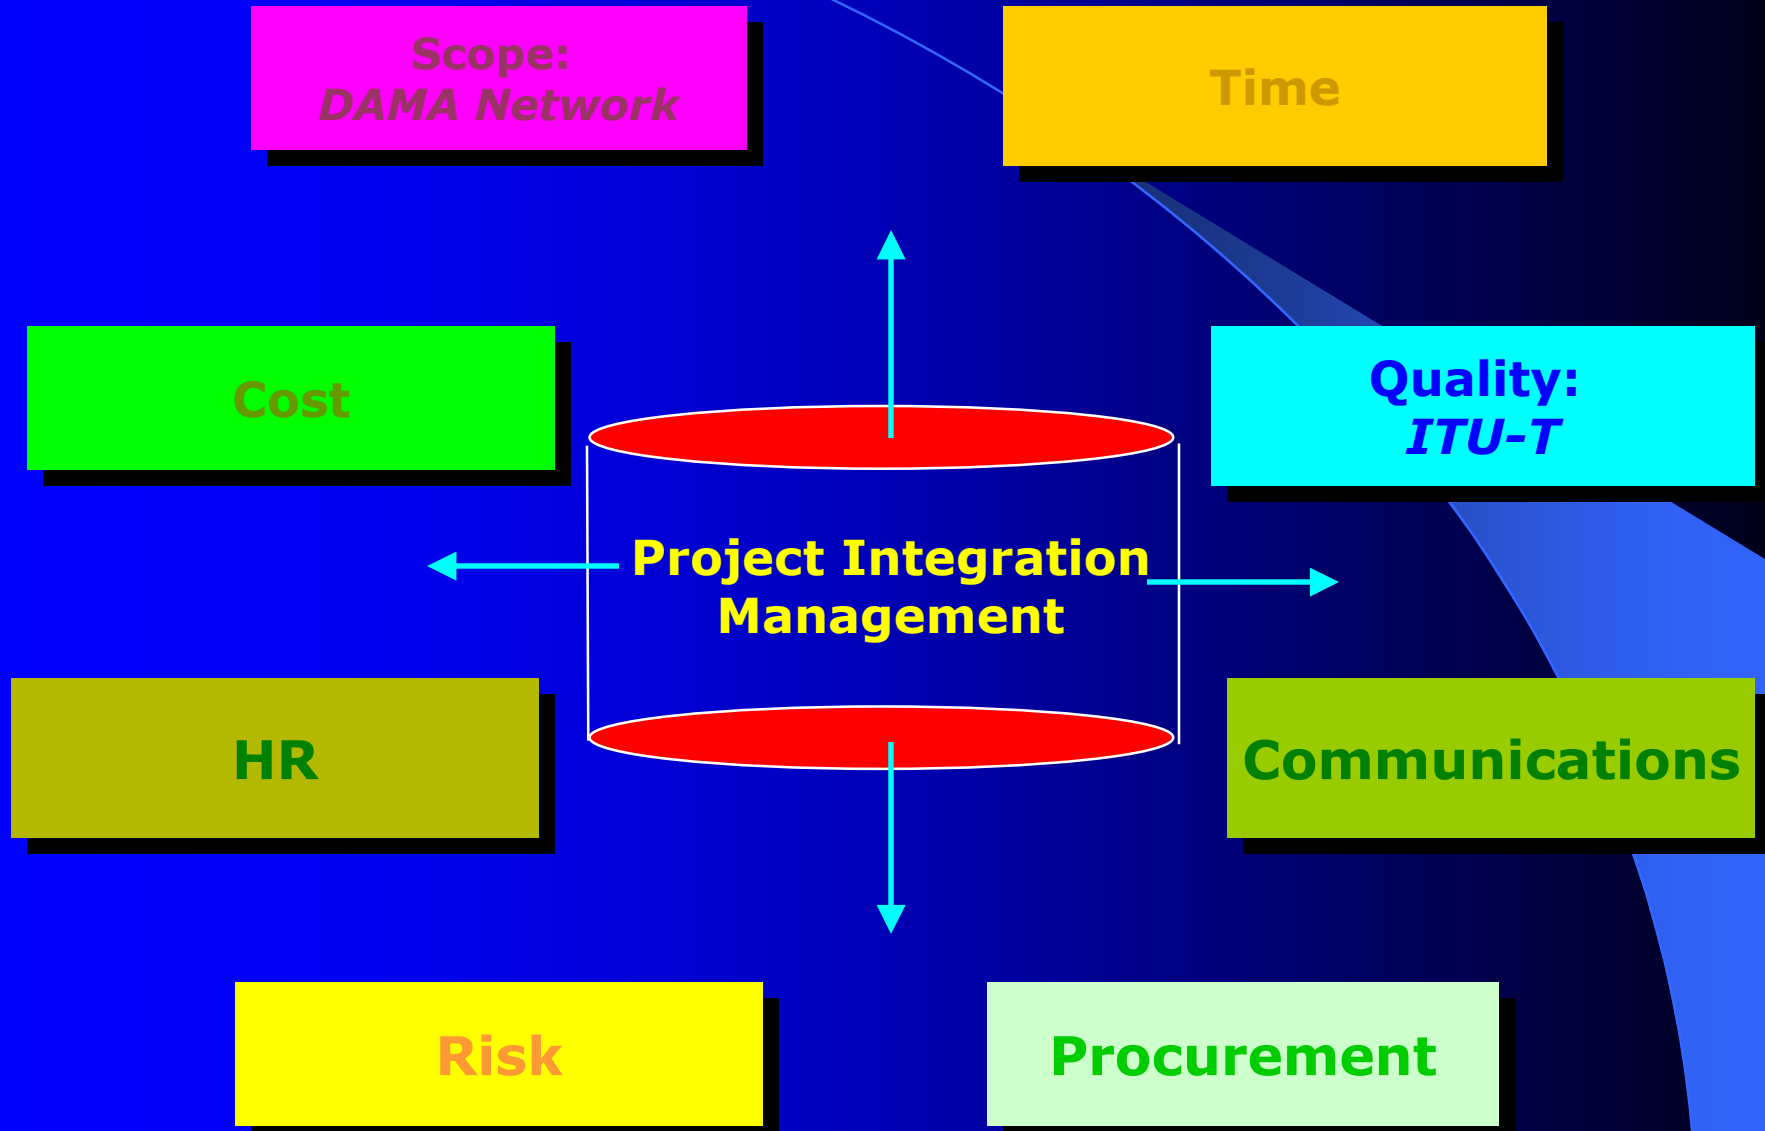 Scope:
DAMA Network
Time
Cost
Quality:
ITU-T
Project Integration
Management
HR
Communications
Risk
Procurement